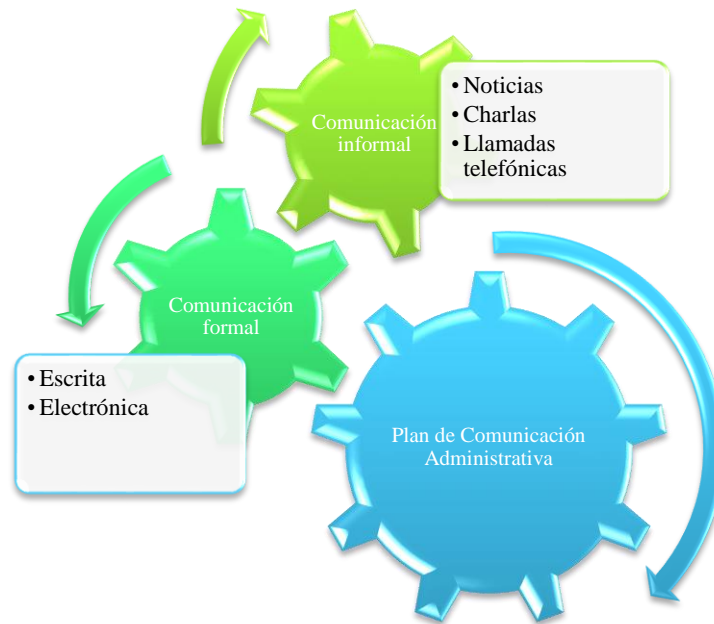 Comunicación
informal
• Noticias
• Charlas
• Llamadas
telefónicas
Comunicación
formal
• Escrita
• Electrónica
Plan de Comunicación
Administrativa